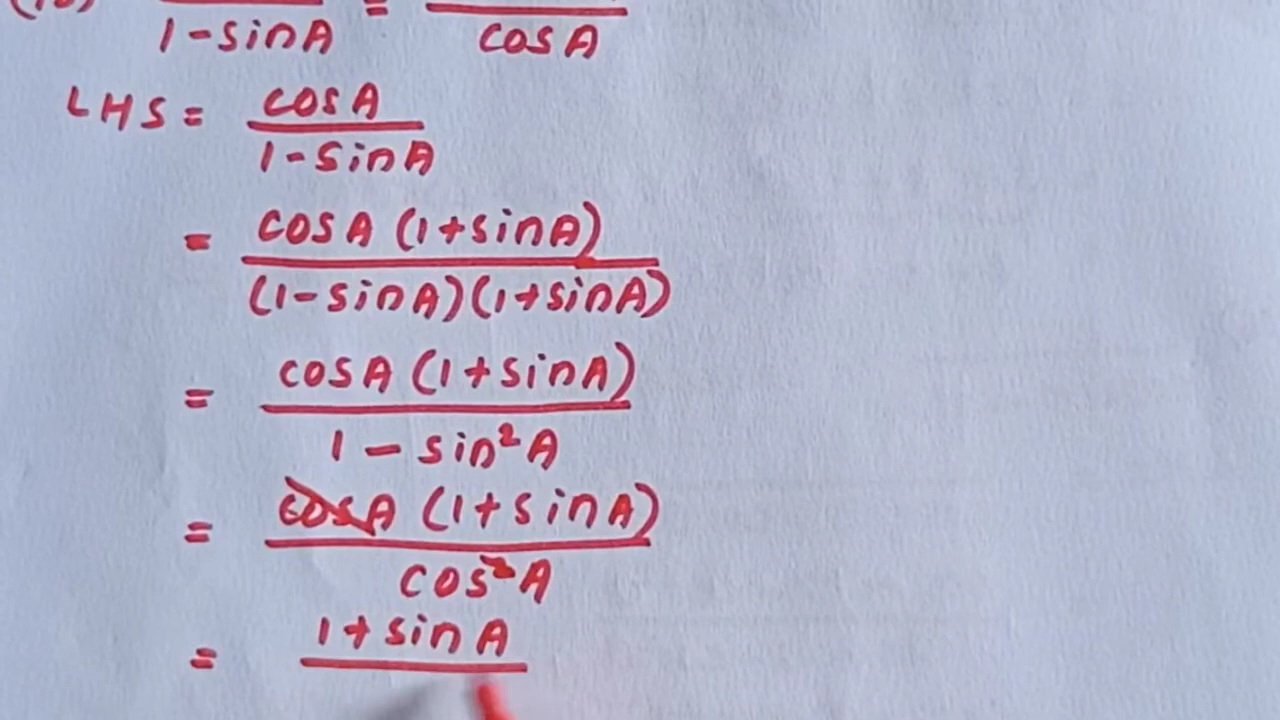 1-sinA = cosA
LHS = cosA
1-sinA
= cosA (1+sinA)
(1-sinA)(1+sinA)
= cosA (1+sinA)
1-sin²A
= cosA (1+sinA)
cos²A
= 1+sinA